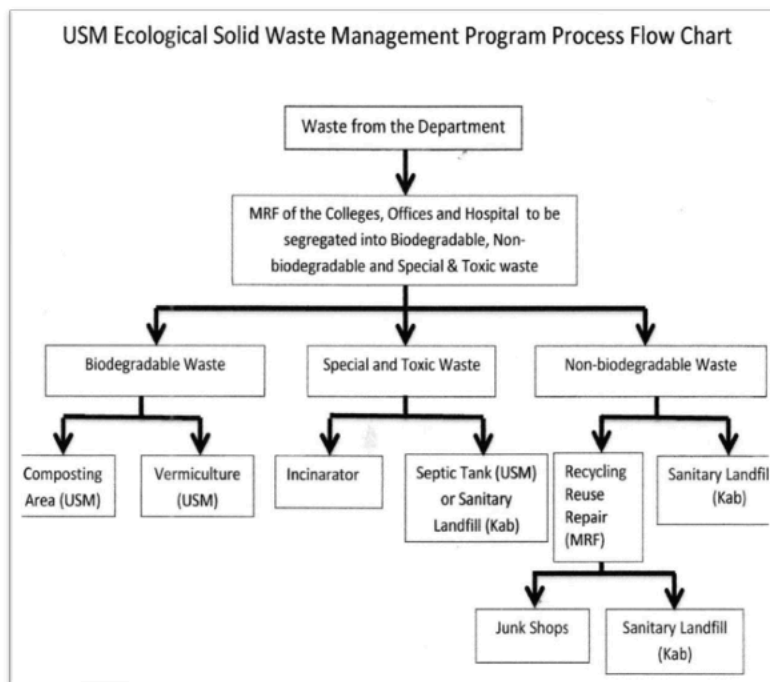 USM Ecological Solid Waste Management Program Process Flow Chart
Waste from the Department
MRF of the Colleges, Offices and Hospital to be
segregated into Biodegradable, Non-
biodegradable and Special & Toxic waste
Biodegradable Waste
Special and Toxic Waste
Non-biodegradable Waste
Composting
Area (USM)
Vermiculture
(USM)
Incinarator
Septic Tank (USM)
or Sanitary
Landfill (Kab)
Recycling
Reuse
Repair
(MRF)
Sanitary Landfill
(Kab)
Junk Shops
Sanitary Landfill
(Kab)